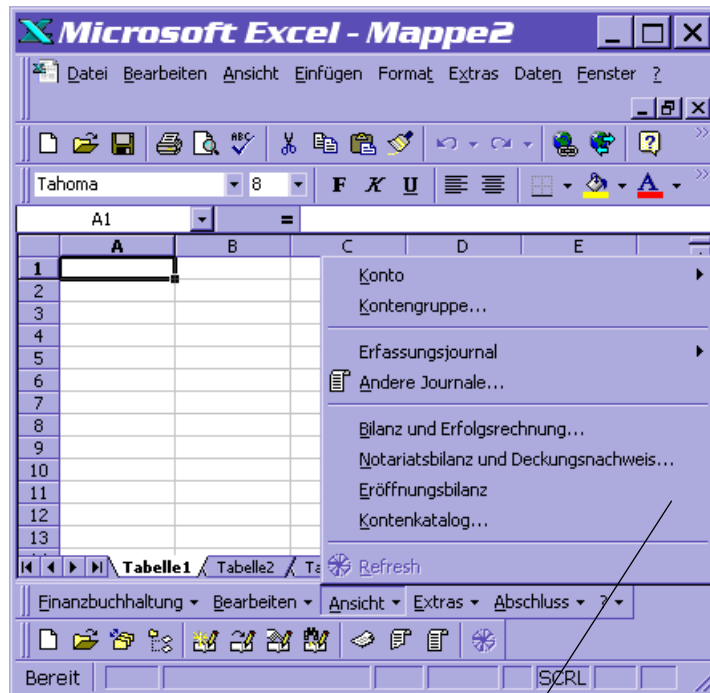 Microsoft Excel - Mappe2
Datei Bearbeiten Ansicht Einfügen Format Extras Daten Fenster ?
ABC
Tahoma 8 F K U A
A1 =
A B C D E
1
2
3
4
5
6
7
8
9
10
11
12
13
Konto
Kontengruppe...
Erfassungsjournal
Andere Journale...
Bilanz und Erfolgsrechnung...
Notariatsbilanz und Deckungsnachweis...
Eröffnungsbilanz
Kontenkatalog...
Refresh
Tabelle1 Tabelle2 Ta
Finanzbuchhaltung Bearbeiten Ansicht Extras Abschluss ?
Bereit SCRL